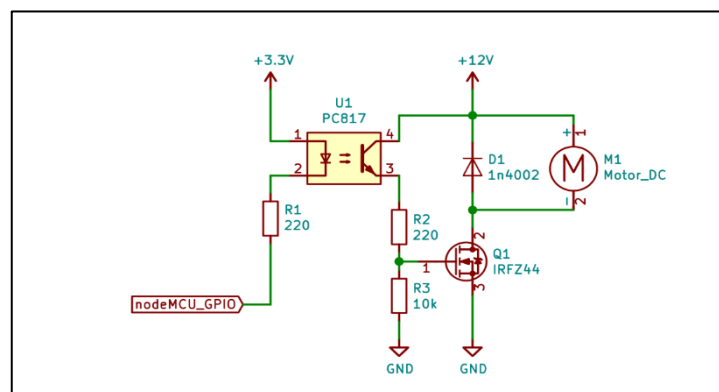 +3.3V
+12V
U1
PC817
1
4
2
3
D1
1n4002
+
1
M
M1
Motor_DC
-
2
R1
220
R2
220
2
Q1
IRFZ44
1
3
R3
10k
nodeMCU_GPIO
GND
GND